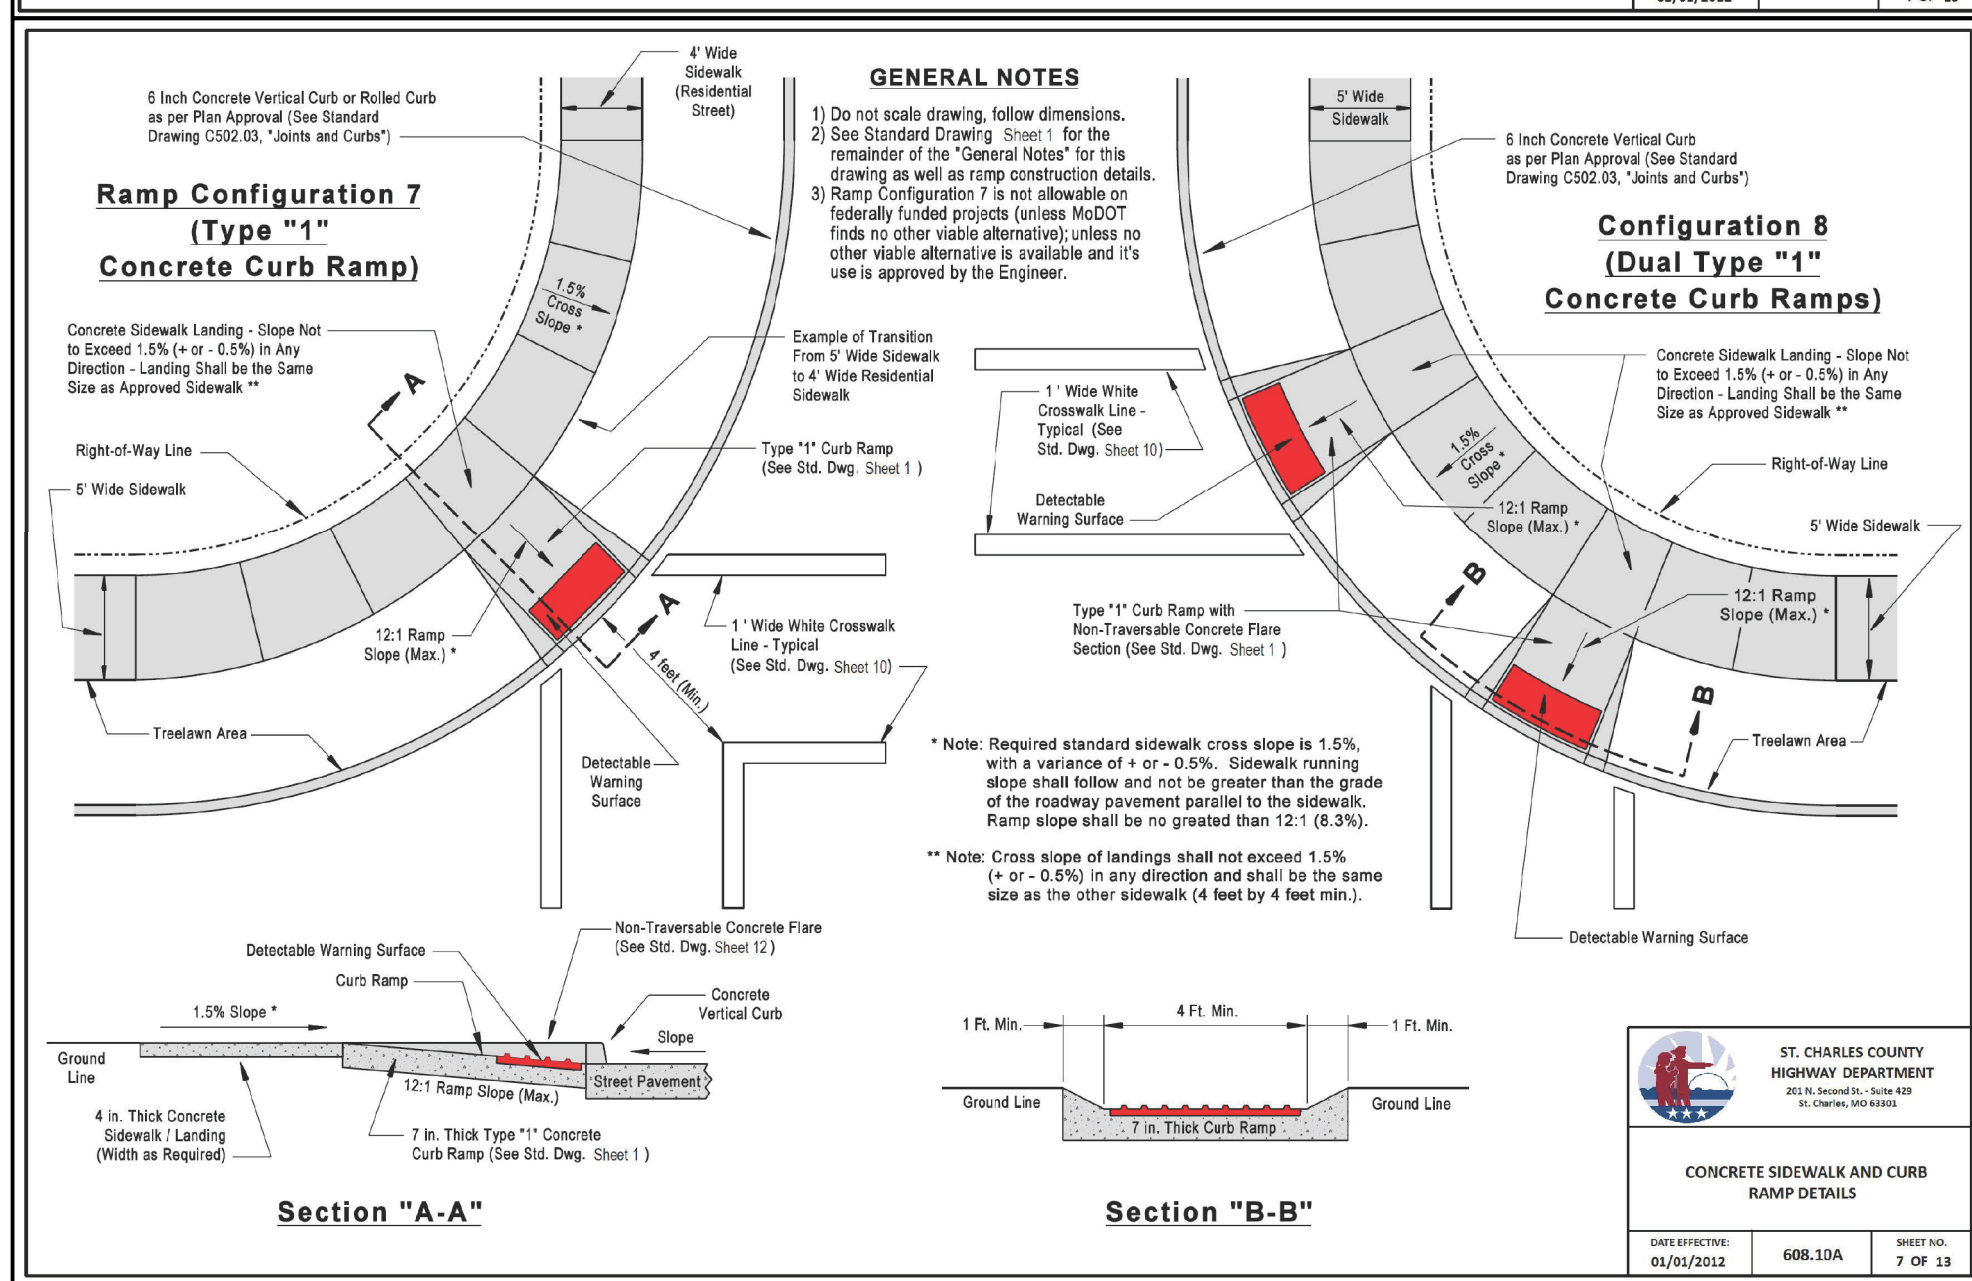 4' Wide
Sidewalk
(Residential
Street)
6 Inch Concrete Vertical Curb or Rolled Curb
as per Plan Approval (See Standard
Drawing C502.03, "Joints and Curbs")
Ramp Configuration 7
(Type "1"
Concrete Curb Ramp)
1.5%
Cross
Slope *
Concrete Sidewalk Landing - Slope Not
to Exceed 1.5% (+ or - 0.5%) in Any
Direction - Landing Shall be the Same
Size as Approved Sidewalk **
A
Right-of-Way Line
5' Wide Sidewalk
Example of Transition
From 5' Wide Sidewalk
to 4' Wide Residential
Sidewalk
Type "1" Curb Ramp
(See Std. Dwg. Sheet 1 )
12:1 Ramp
Slope (Max.) *
A
4 feet (Min.)
1 ' Wide White Crosswalk
Line - Typical
(See Std. Dwg. Sheet 10)
Treelawn Area
Detectable
Warning
Surface
GENERAL NOTES
1) Do not scale drawing, follow dimensions.
2) See Standard Drawing Sheet 1 for the
remainder of the "General Notes" for this
drawing as well as ramp construction details.
3) Ramp Configuration 7 is not allowable on
federally funded projects (unless MoDOT
finds no other viable alternative); unless no
other viable alternative is available and it's
use is approved by the Engineer.
5' Wide
Sidewalk
6 Inch Concrete Vertical Curb
as per Plan Approval (See Standard
Drawing C502.03, "Joints and Curbs")
Configuration 8
(Dual Type "1"
Concrete Curb Ramps)
Concrete Sidewalk Landing - Slope Not
to Exceed 1.5% (+ or - 0.5%) in Any
Direction - Landing Shall be the Same
Size as Approved Sidewalk **
1 ' Wide White
Crosswalk Line -
Typical (See
Std. Dwg. Sheet 10)
Detectable
Warning Surface
1.5%
Cross
Slope *
12:1 Ramp
Slope (Max.) *
Right-of-Way Line
5' Wide Sidewalk
B
Type "1" Curb Ramp with
Non-Traversable Concrete Flare
Section (See Std. Dwg. Sheet 1 )
12:1 Ramp
Slope (Max.) *
B
Treelawn Area
Detectable Warning Surface
* Note: Required standard sidewalk cross slope is 1.5%,
with a variance of + or - 0.5%. Sidewalk running
slope shall follow and not be greater than the grade
of the roadway pavement parallel to the sidewalk.
Ramp slope shall be no greated than 12:1 (8.3%).
** Note: Cross slope of landings shall not exceed 1.5%
(+ or - 0.5%) in any direction and shall be the same
size as the other sidewalk (4 feet by 4 feet min.).
Non-Traversable Concrete Flare
(See Std. Dwg. Sheet 12 )
Detectable Warning Surface
Curb Ramp
Concrete
Vertical Curb
1.5% Slope *
Slope
Ground
Line
12:1 Ramp Slope (Max.)
Street Pavement
4 in. Thick Concrete
Sidewalk / Landing
(Width as Required)
7 in. Thick Type "1" Concrete
Curb Ramp (See Std. Dwg. Sheet 1 )
Section "A-A"
1 Ft. Min.
4 Ft. Min.
1 Ft. Min.
Ground Line
Ground Line
7 in. Thick Curb Ramp
Section "B-B"
ST. CHARLES COUNTY
HIGHWAY DEPARTMENT
201 N. Second St. - Suite 429
St. Charles, MO 63301
CONCRETE SIDEWALK AND CURB
RAMP DETAILS
DATE EFFECTIVE:
01/01/2012
608.10A
SHEET NO.
7 OF 13